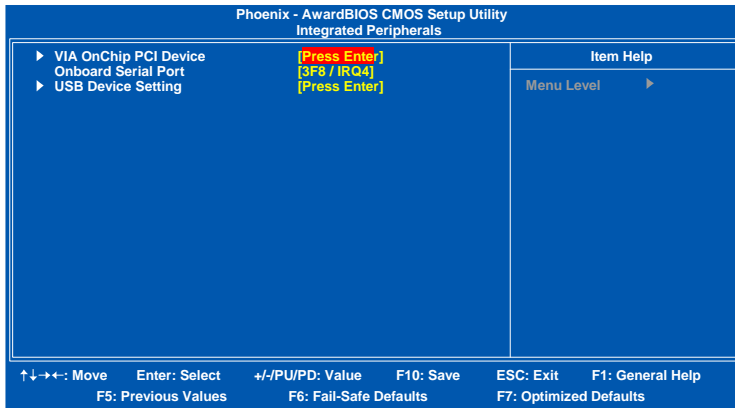 Phoenix - AwardBIOS CMOS Setup Utility
Integrated Peripherals
VIA OnChip PCI Device [Press Enter]
Onboard Serial Port [3F8 / IRQ4]
USB Device Setting [Press Enter]
Item Help
Menu Level
↑↓→←: Move Enter: Select +/-/PU/PD: Value F10: Save ESC: Exit F1: General Help
F5: Previous Values F6: Fail-Safe Defaults F7: Optimized Defaults